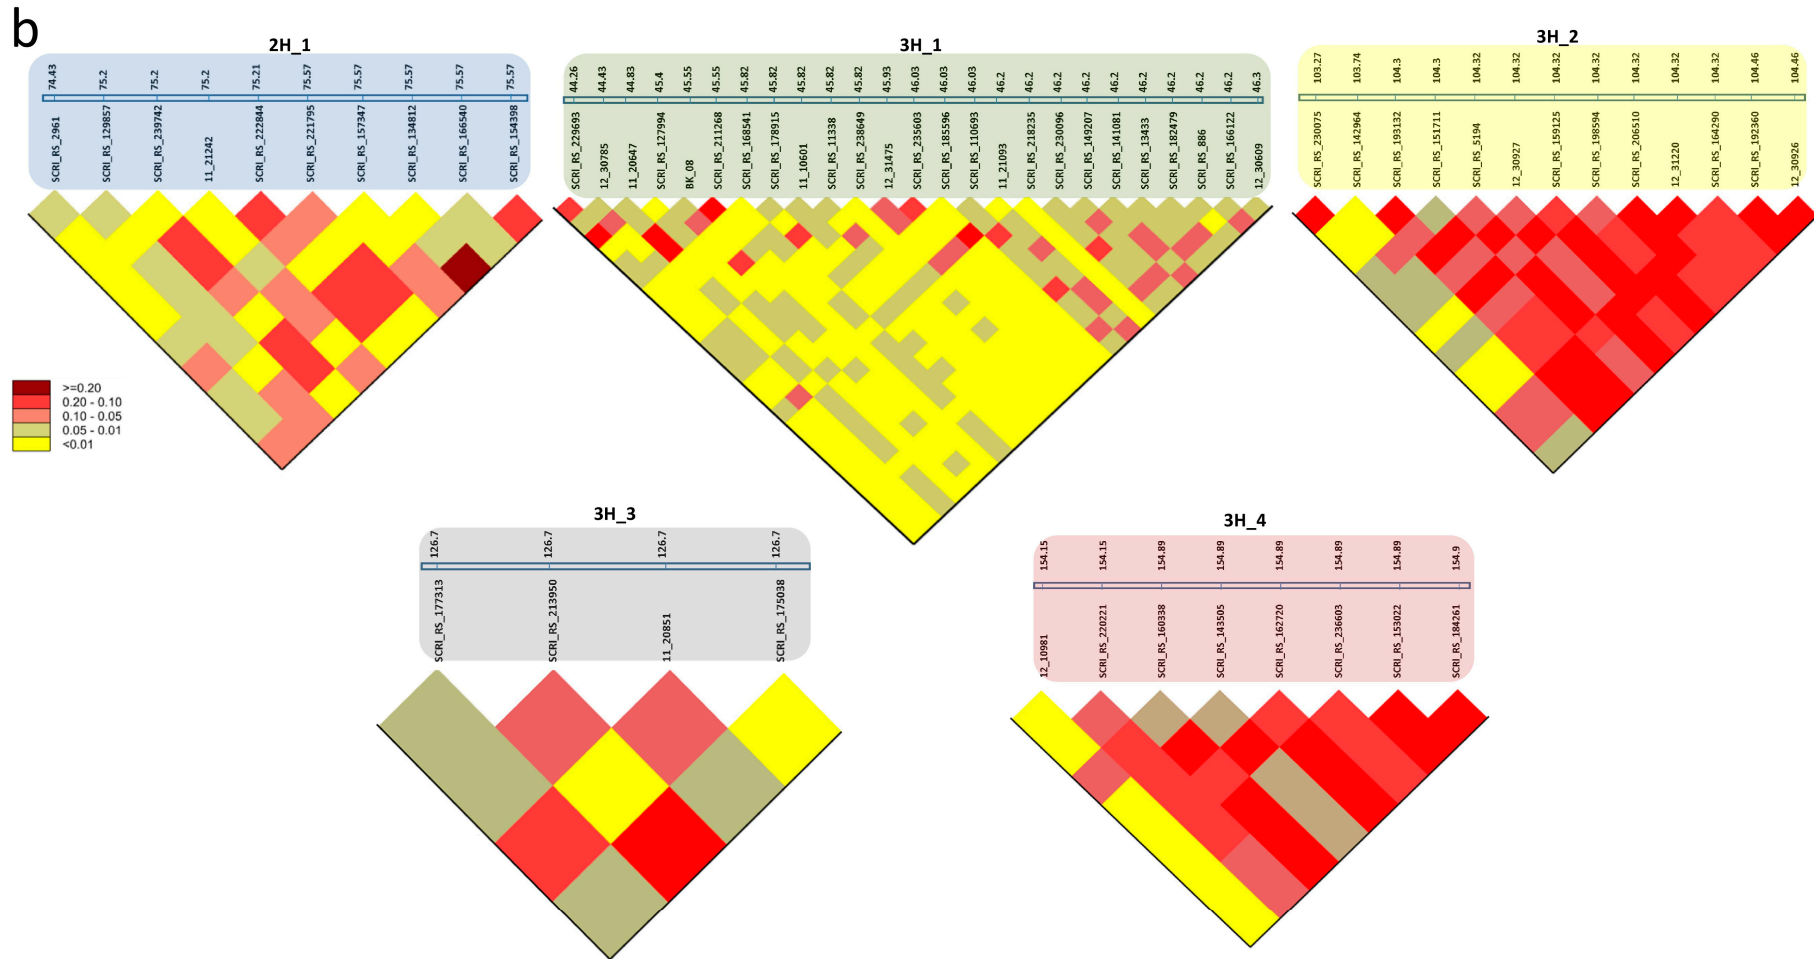 b
2H_1
74.43
75.2
75.2
75.2
75.21
75.57
75.57
75.57
75.57
75.57
SCRI_RS_2961
SCRI_RS_129857
SCRI_RS_239742
11_21242
SCRI_RS_222844
SCRI_RS_221795
SCRI_RS_157347
SCRI_RS_134812
SCRI_RS_166540
SCRI_RS_154398
3H_1
44.26
44.43
44.83
45.4
45.55
45.55
45.82
45.82
45.82
45.82
45.82
45.93
46.03
46.03
46.03
46.2
46.2
46.2
46.2
46.2
46.2
46.2
46.2
46.2
46.3
SCRI_RS_229693
12_30785
11_20647
SCRI_RS_127994
BK_08
SCRI_RS_211268
SCRI_RS_168541
SCRI_RS_178915
11_10601
SCRI_RS_11338
SCRI_RS_238649
12_31475
SCRI_RS_235603
SCRI_RS_185596
SCRI_RS_110693
11_21093
SCRI_RS_218235
SCRI_RS_230096
SCRI_RS_149207
SCRI_RS_141081
SCRI_RS_13433
SCRI_RS_182479
SCRI_RS_886
SCRI_RS_166122
12_30609
3H_2
103.27
103.74
104.3
104.3
104.32
104.32
104.32
104.32
104.32
104.32
104.32
104.46
104.46
SCRI_RS_230075
SCRI_RS_142964
SCRI_RS_193132
SCRI_RS_151711
SCRI_RS_5194
12_30927
SCRI_RS_159125
SCRI_RS_198594
SCRI_RS_206510
12_31220
SCRI_RS_164290
SCRI_RS_192360
12_30926
>=0.20
0.20 - 0.10
0.10 - 0.05
0.05 - 0.01
<0.01
3H_3
126.7
126.7
126.7
126.7
SCRI_RS_177313
SCRI_RS_213950
11_20851
SCRI_RS_175038
3H_4
154.15
154.15
154.89
154.89
154.89
154.89
154.89
154.9
12_10981
SCRI_RS_220221
SCRI_RS_160338
SCRI_RS_143505
SCRI_RS_162720
SCRI_RS_236603
SCRI_RS_153022
SCRI_RS_184261